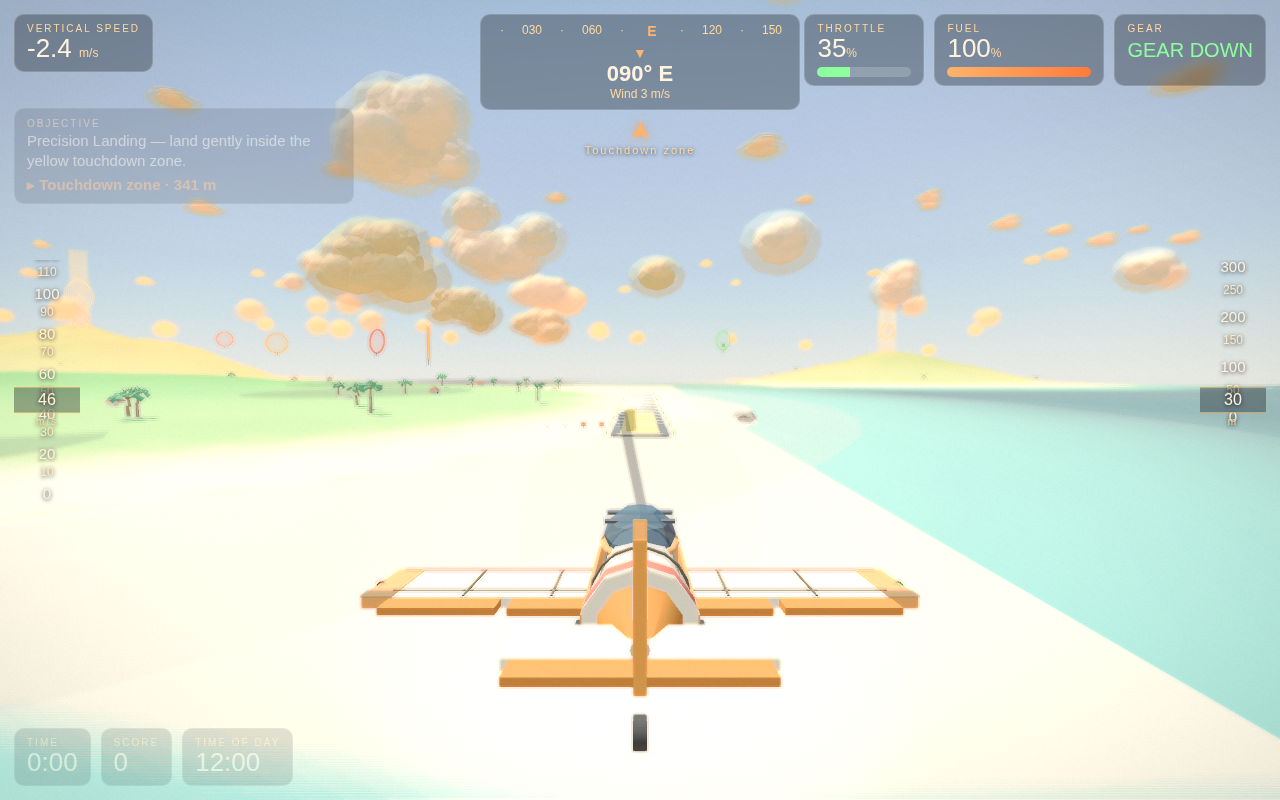 VERTICAL SPEED
-2.4 m/s
· 030 · 060 · E · 120 · 150
▼
090° E
Wind 3 m/s
THROTTLE
35%
FUEL
100%
GEAR
GEAR DOWN
OBJECTIVE
Precision Landing — land gently inside the
yellow touchdown zone.
▸ Touchdown zone · 341 m
Touchdown zone
110
100
90
80
70
60
46
40
30
20
10
0
300
250
200
150
100
50
30
0
m
TIME
0:00
SCORE
0
TIME OF DAY
12:00